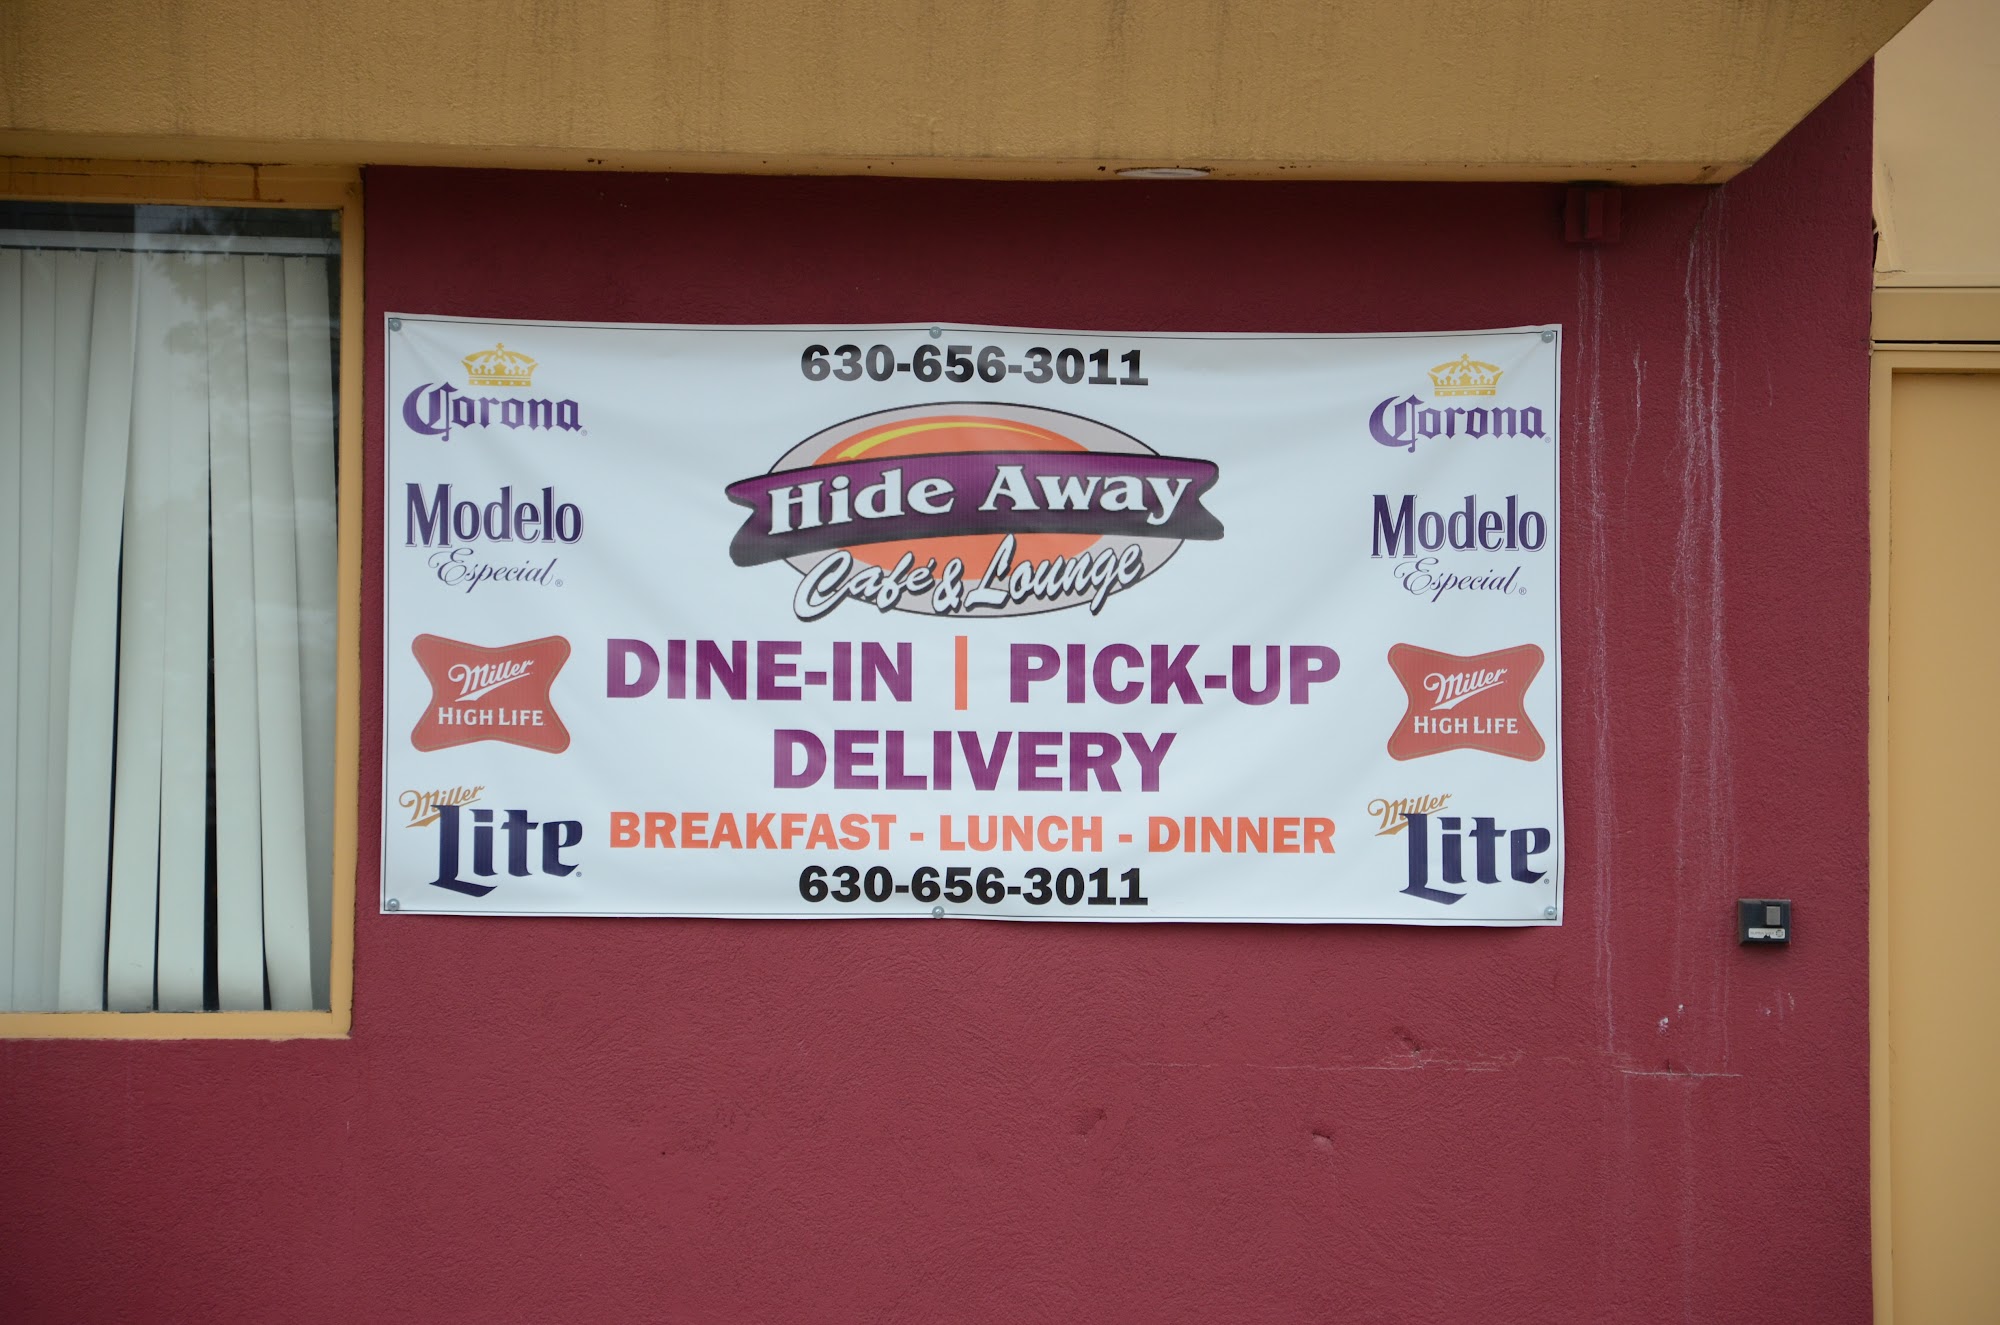 630-656-3011
Corona
Modelo
Especial
Miller
HIGH LIFE
Miller
Lite
Hide Away
Café & Lounge
DINE-IN | PICK-UP
DELIVERY
BREAKFAST - LUNCH - DINNER
630-656-3011
Corona
Modelo
Especial
Miller
HIGH LIFE
Miller
Lite